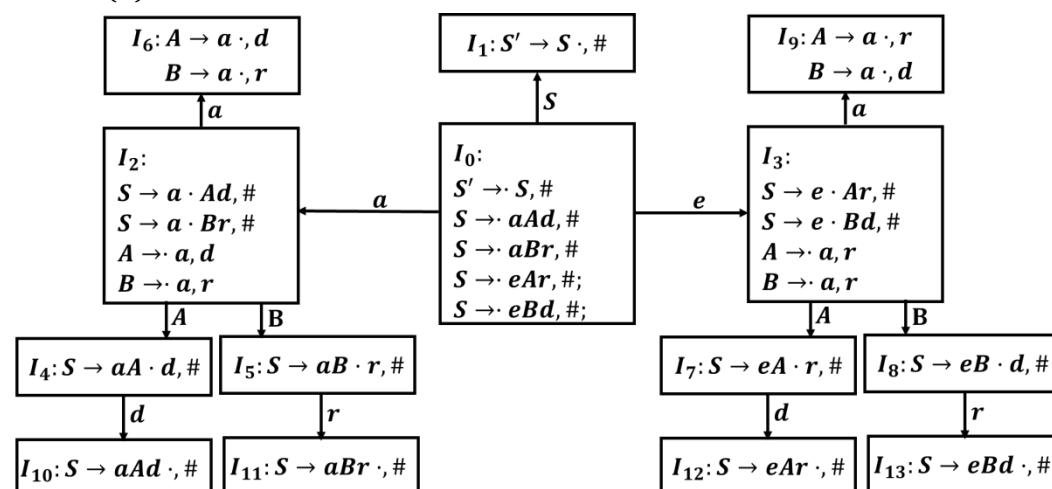 I₆: A → a ·, d
B → a ·, r
I₁: S′ → S ·, #
I₉: A → a ·, r
B → a ·, d
a
S
a
I₂:
S → a · Ad, #
S → a · Br, #
A →· a, d
B →· a, r
a
I₀:
S′ →· S, #
S →· aAd, #
S →· aBr, #
S →· eAr, #;
S →· eBd, #;
e
I₃:
S → e · Ar, #
S → e · Bd, #
A →· a, r
B →· a, r
A
B
A
B
I₄: S → aA · d, #
I₅: S → aB · r, #
I₇: S → eA · r, #
I₈: S → eB · d, #
d
r
d
r
I₁₀: S → aAd ·, #
I₁₁: S → aBr ·, #
I₁₂: S → eAr ·, #
I₁₃: S → eBd ·, #